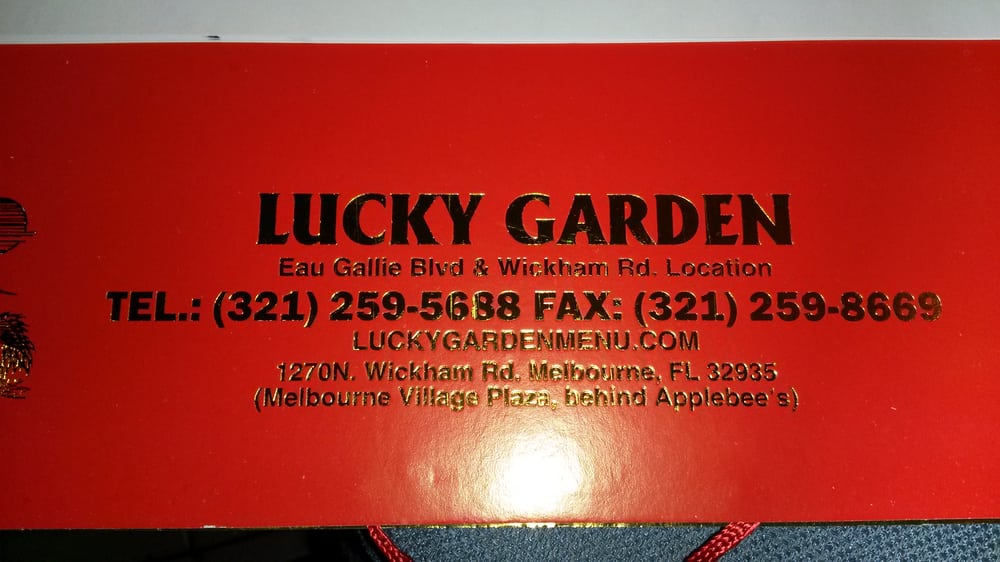 LUCKY GARDEN
Eau Gallie Blvd & Wickham Rd. Location
TEL.: (321) 259-5688 FAX: (321) 259-8669
LUCKYGARDENMENU.COM
1270N. Wickham Rd. Melbourne, FL 32935
(Melbourne Village Plaza, behind Applebee's)